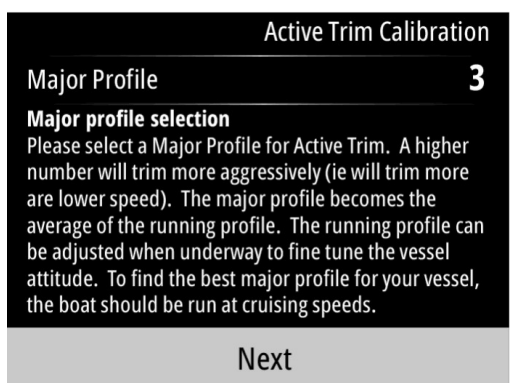 Active Trim Calibration
Major Profile 3
Major profile selection
Please select a Major Profile for Active Trim. A higher
number will trim more aggressively (ie will trim more
are lower speed). The major profile becomes the
average of the running profile. The running profile can
be adjusted when underway to fine tune the vessel
attitude. To find the best major profile for your vessel,
the boat should be run at cruising speeds.
Next